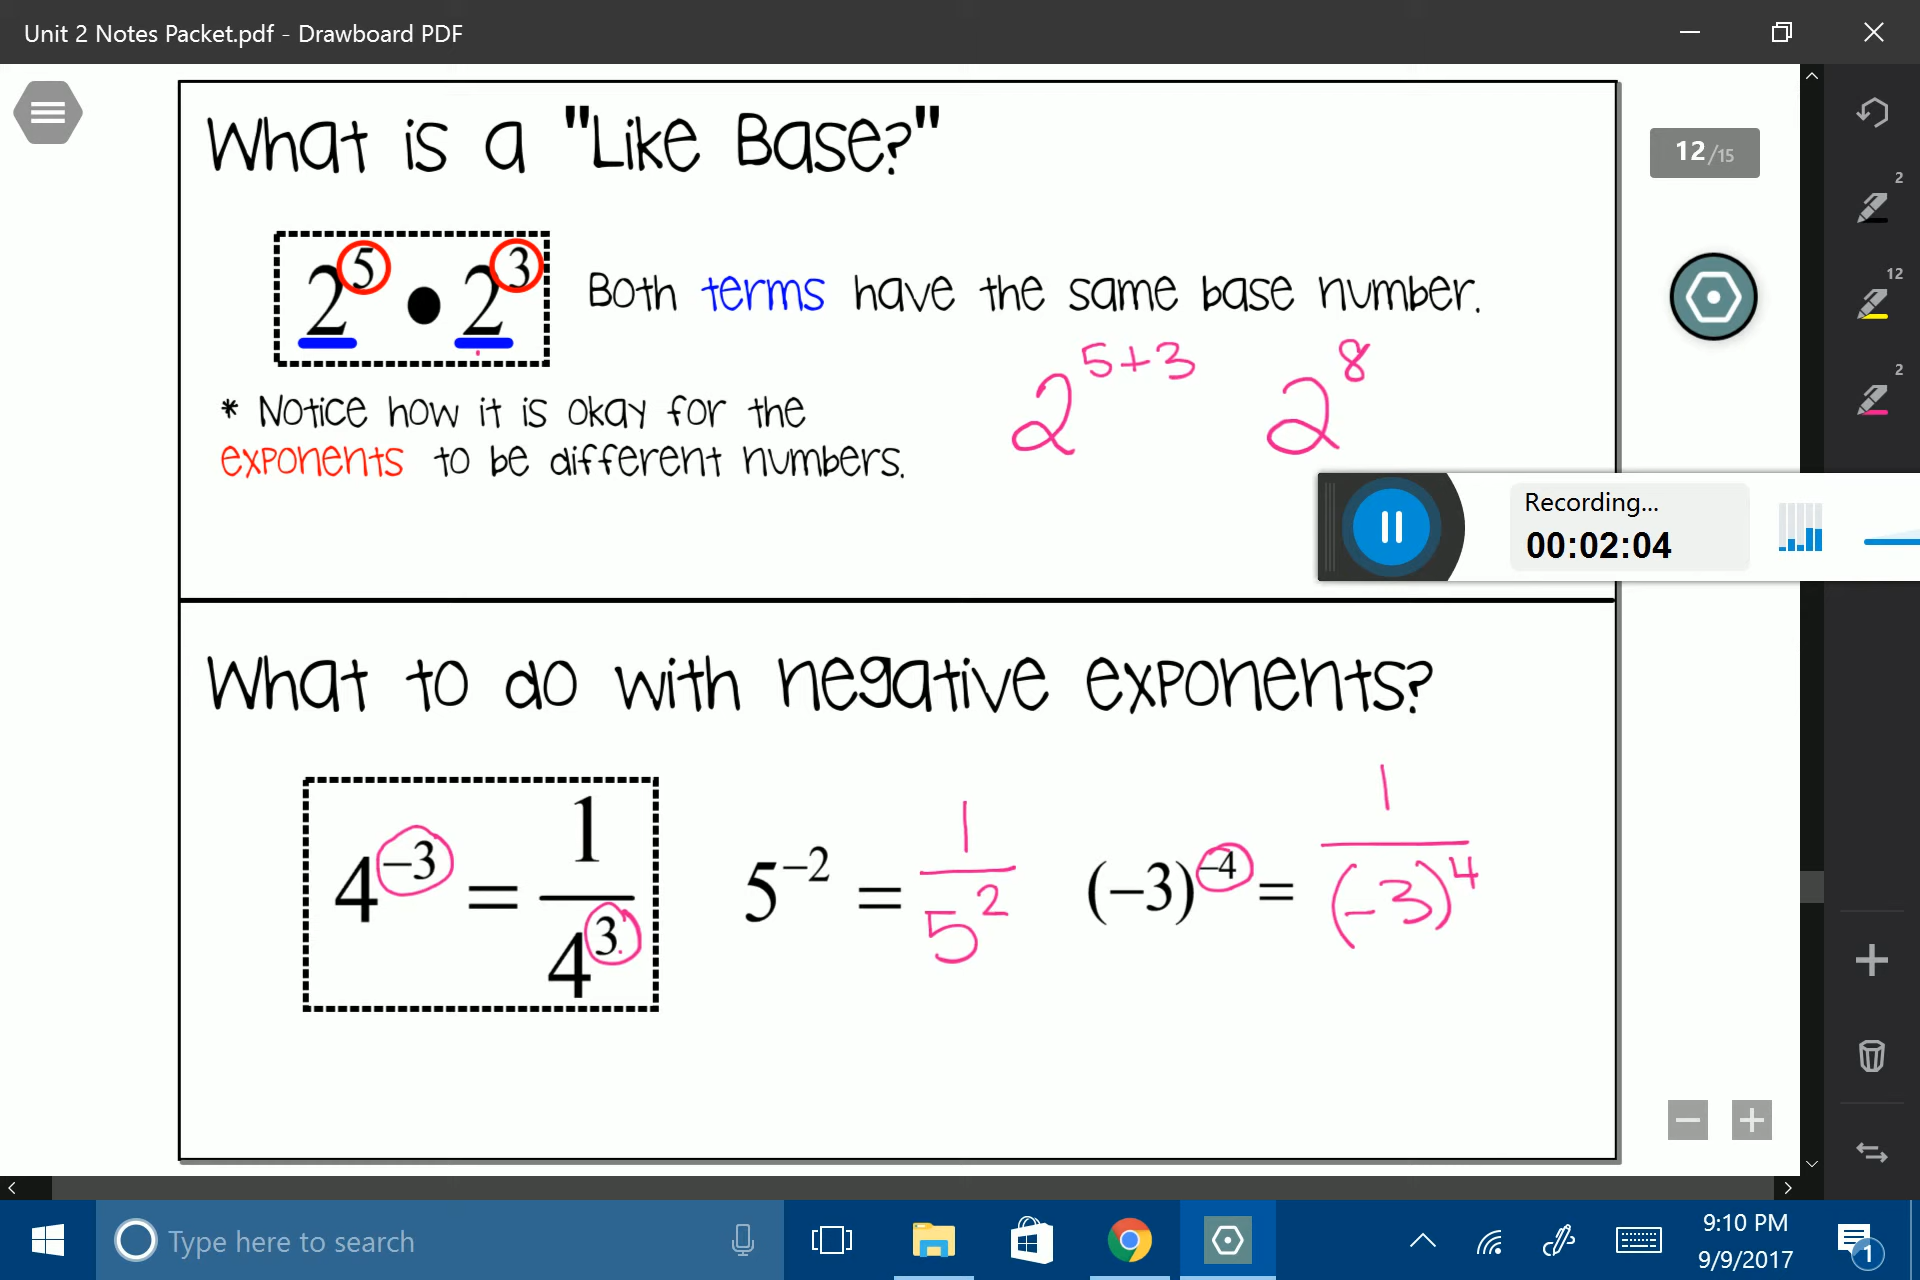 Unit 2 Notes Packet.pdf - Drawboard PDF
What is a "Like Base?"
12/15
2
2^5 • 2^3
Both terms have the same base number.
12
2^{5+3} 2^8
2
* Notice how it is okay for the
exponents to be different numbers.
Recording...
00:02:04
What to do with negative exponents?
4^{-3} = 1/4^3
5^{-2} = 1/5^2
(-3)^{-4} = 1/(-3)^4
Type here to search
9:10 PM
9/9/2017
1